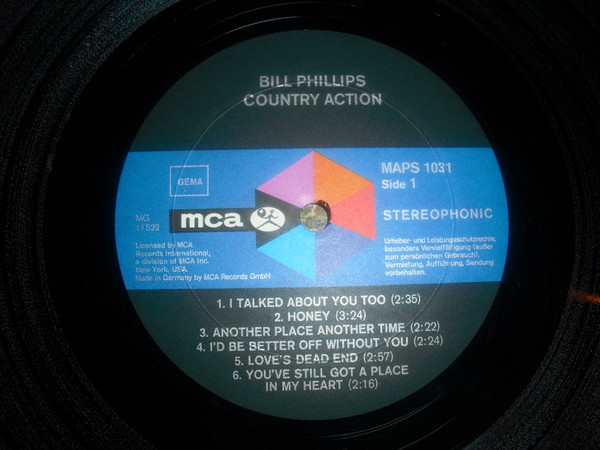 BILL PHILLIPS
COUNTRY ACTION
GEMA
MAPS 1031
Side 1
mca
STEREOPHONIC
MG
11522
Licensed by MCA
Records International,
a division of MCA Inc.
New York, USA.
Made in Germany by MCA Records GmbH
Urheber- und Leistungsschutzrechte,
besonders Vervielfältigung (außer
zum persönlichen Gebrauch),
Vermietung, Aufführung, Sendung
vorbehalten.
1. I TALKED ABOUT YOU TOO (2:35)
2. HONEY (3:24)
3. ANOTHER PLACE ANOTHER TIME (2:22)
4. I'D BE BETTER OFF WITHOUT YOU (2:24)
5. LOVE'S DEAD END (2:57)
6. YOU'VE STILL GOT A PLACE
IN MY HEART (2:16)